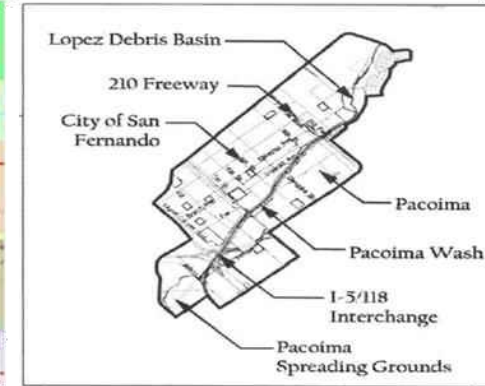 Lopez Debris Basin
210 Freeway
City of San
Fernando
Pacoima
Pacoima Wash
I-5/118
Interchange
Pacoima
Spreading Grounds